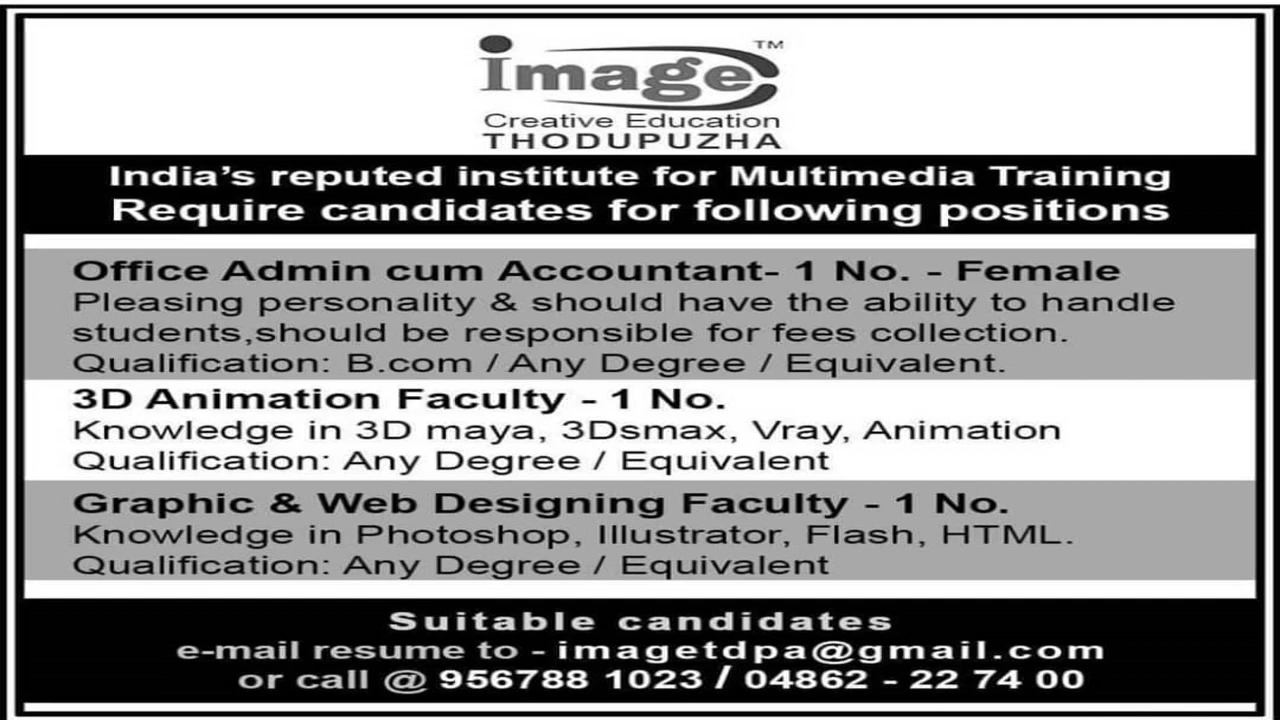 image TM
Creative Education
THODUPUZHA
India's reputed institute for Multimedia Training
Require candidates for following positions
Office Admin cum Accountant- 1 No. - Female
Pleasing personality & should have the ability to handle
students,should be responsible for fees collection.
Qualification: B.com / Any Degree / Equivalent.
3D Animation Faculty - 1 No.
Knowledge in 3D maya, 3Dsmax, Vray, Animation
Qualification: Any Degree / Equivalent
Graphic & Web Designing Faculty - 1 No.
Knowledge in Photoshop, Illustrator, Flash, HTML.
Qualification: Any Degree / Equivalent
Suitable candidates
e-mail resume to - imagetdpa@gmail.com
or call @ 956788 1023 / 04862 - 22 74 00